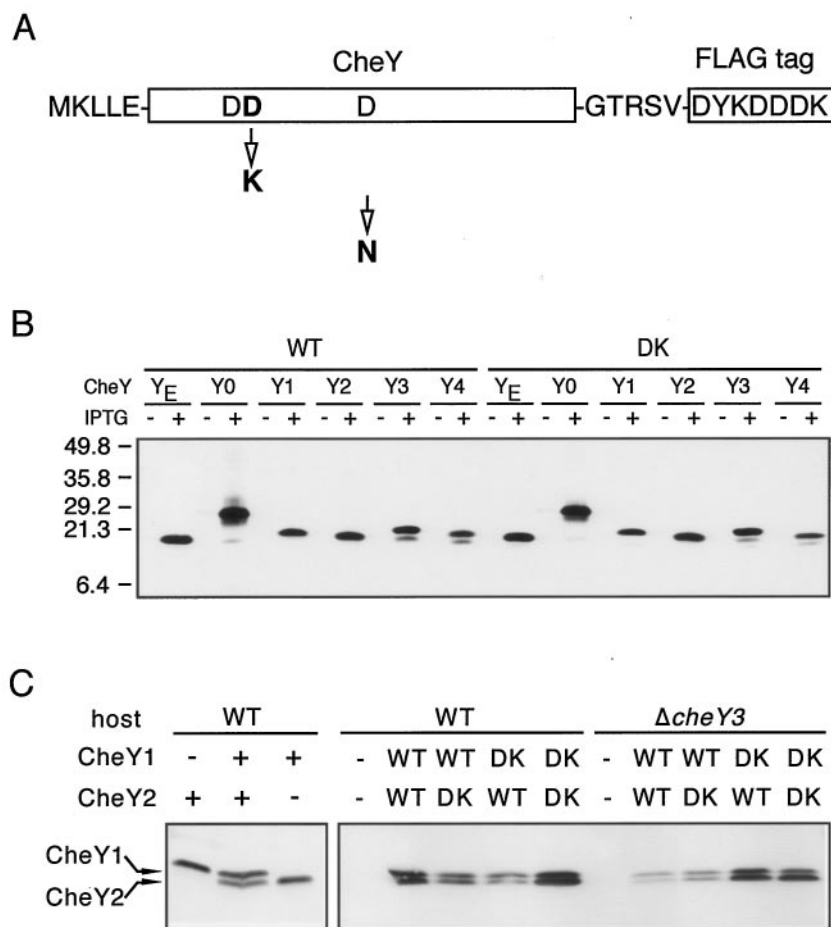 A
CheY FLAG tag
MKLLE- DD D -GTRSV- DYKDDDK
K
N
B
WT DK
CheY YE Y0 Y1 Y2 Y3 Y4 YE Y0 Y1 Y2 Y3 Y4
IPTG - + - + - + - + - + - + - + - + - + - + - + - +
49.8 –
35.8 –
29.2 –
21.3 –
6.4 –
C
host WT WT ΔcheY3
CheY1 - + + - WT WT DK DK - WT WT DK DK
CheY2 + + - - WT DK WT DK - WT DK WT DK
CheY1
CheY2